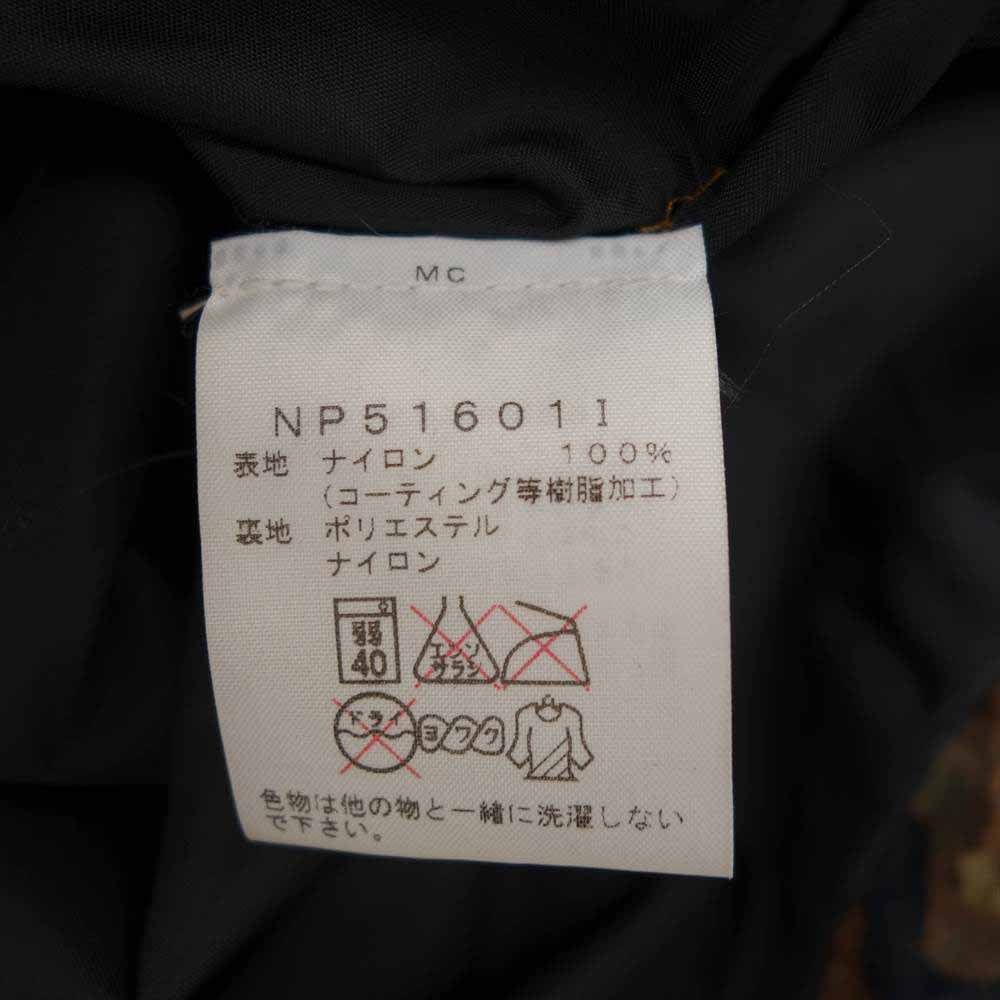 MC
NP51601I
表地 ナイロン 100%
(コーティング等樹脂加工)
裏地 ポリエステル
ナイロン
弱
40
エンソ
サラシ
ドライ
ヨワク
色物は他の物と一緒に洗濯しない
で下さい。